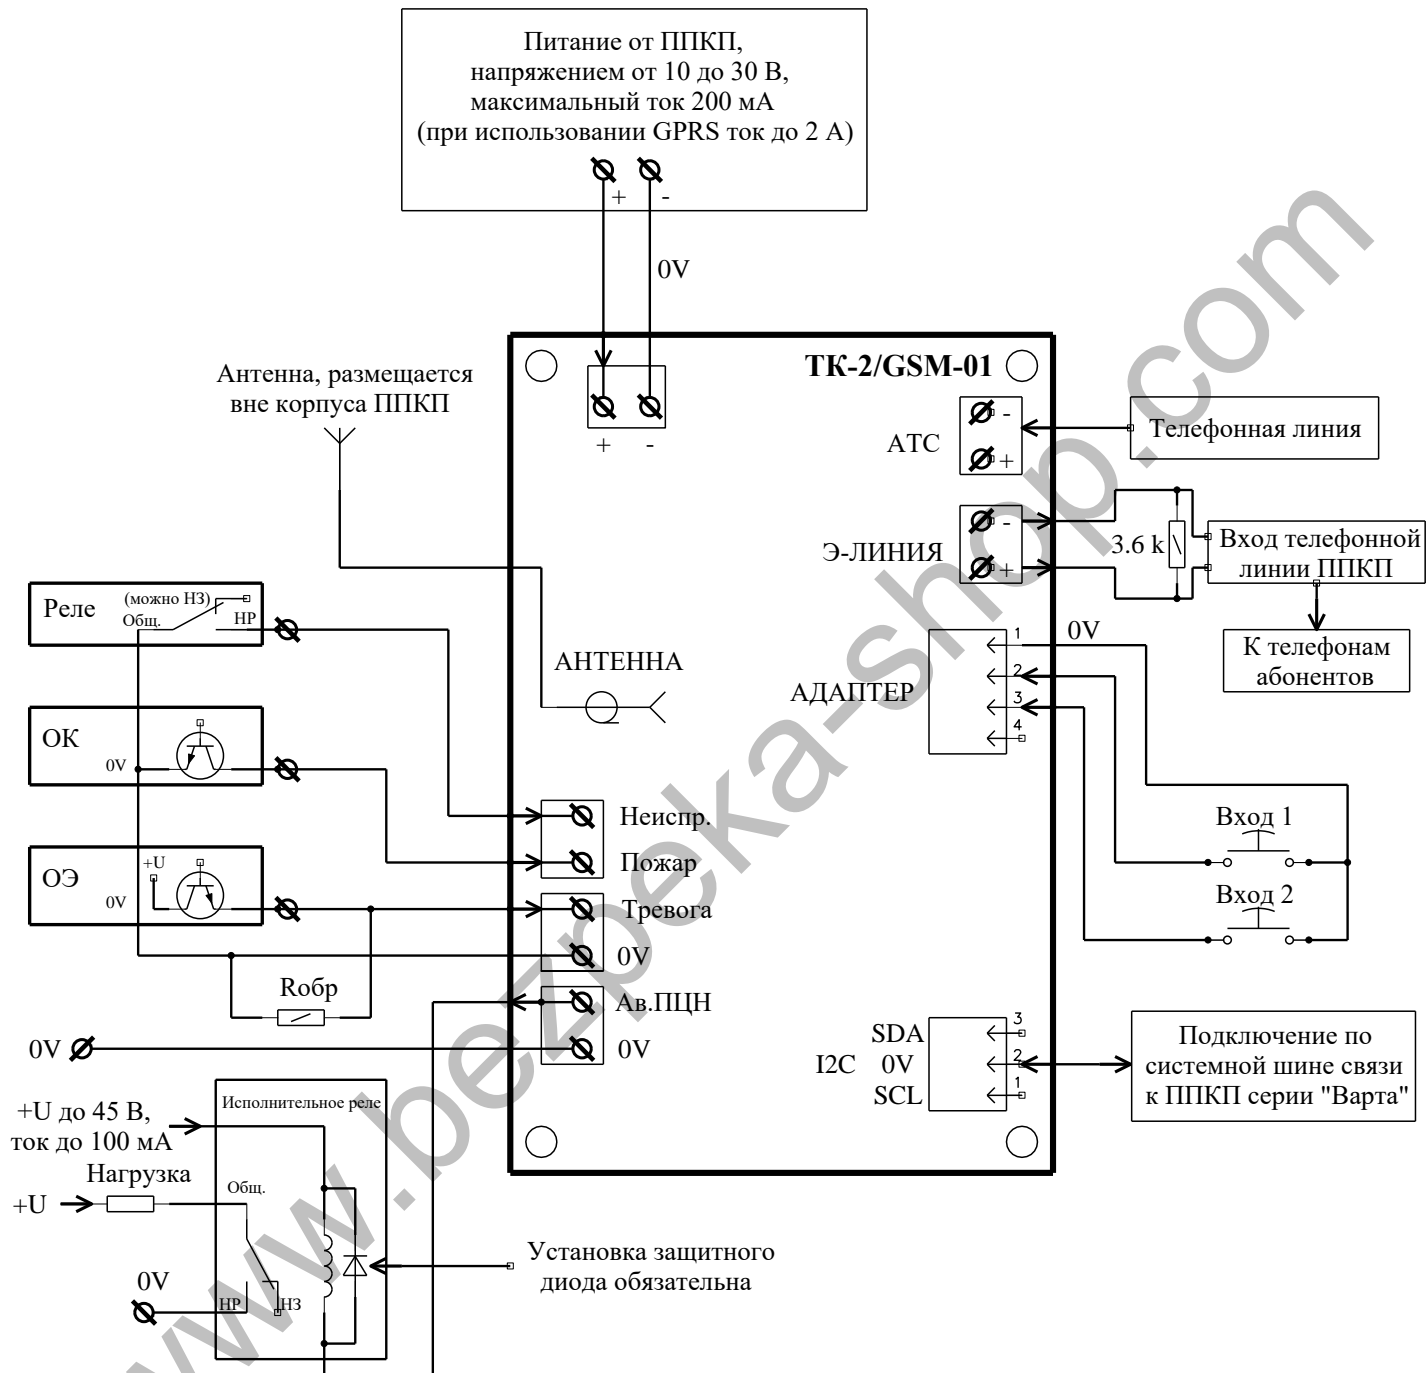 Питание от ППКП,
напряжением от 10 до 30 В,
максимальный ток 200 мА
(при использовании GPRS ток до 2 А)
+ -
0V
Антенна, размещается
вне корпуса ППКП
ТК-2/GSM-01
+ -
АТС
-
+
Телефонная линия
Э-ЛИНИЯ
-
+
3.6 k
Вход телефонной
линии ППКП
К телефонам
абонентов
Реле
(можно НЗ)
Общ.
НР
АНТЕННА
АДАПТЕР
1
2
3
4
0V
ОК
0V
ОЭ
+U
0V
Неиспр.
Пожар
Тревога
0V
Ав.ПЦН
0V
Rобр
0V
Вход 1
Вход 2
SDA
I2C 0V
SCL
3
2
1
Подключение по
системной шине связи
к ППКП серии "Варта"
Исполнительное реле
+U до 45 В,
ток до 100 мА
Нагрузка
+U
Общ.
0V
НР
НЗ
Установка защитного
диода обязательна
www.bezpeka-shop.com